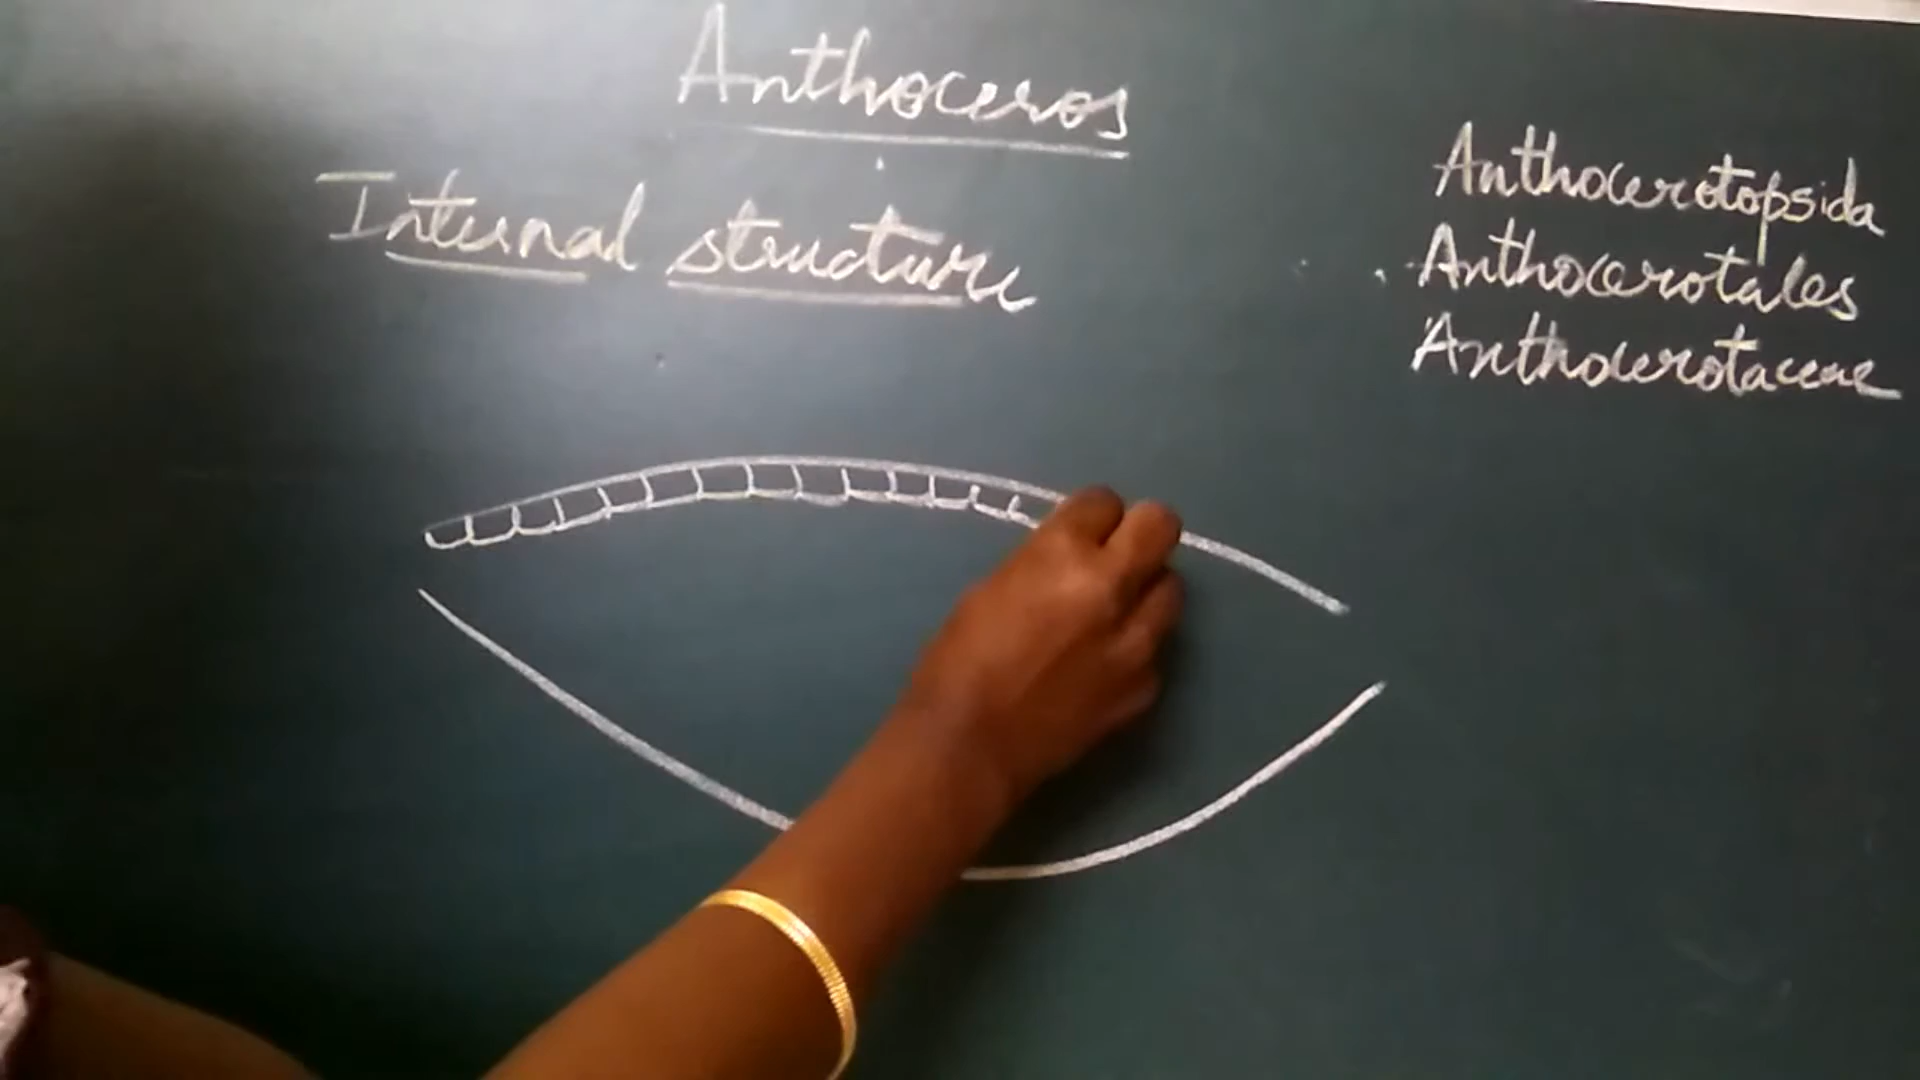 Anthoceros
Internal structure
Anthocerotopsida
Anthocerotales
Anthocerotaceae